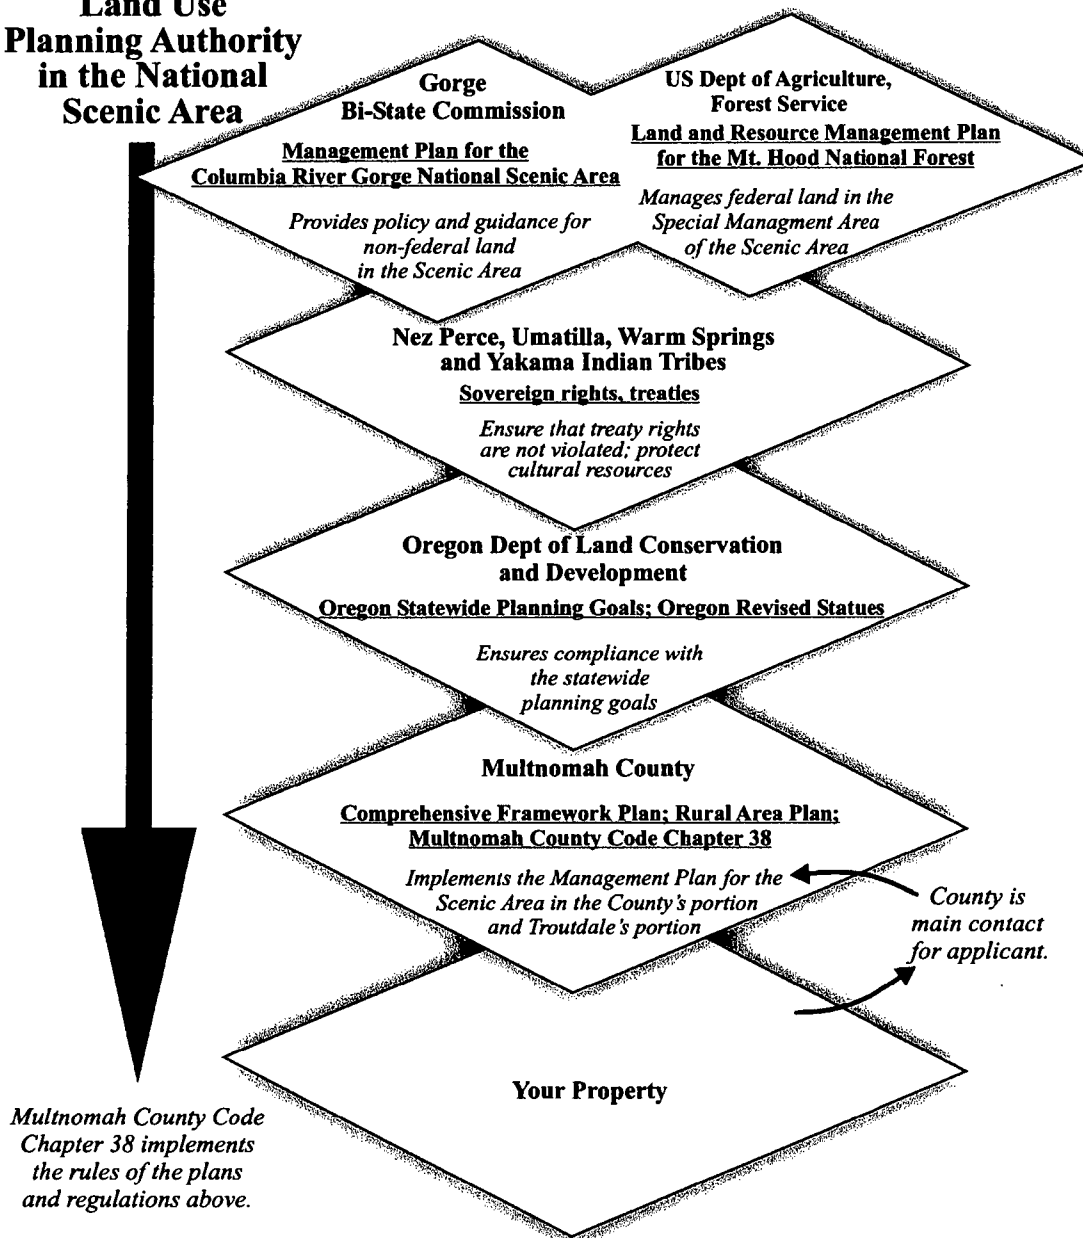 Land Use
Planning Authority
in the National
Scenic Area
Gorge
Bi-State Commission
Management Plan for the
Columbia River Gorge National Scenic Area
Provides policy and guidance for
non-federal land
in the Scenic Area
US Dept of Agriculture,
Forest Service
Land and Resource Management Plan
for the Mt. Hood National Forest
Manages federal land in the
Special Managment Area
of the Scenic Area
Nez Perce, Umatilla, Warm Springs
and Yakama Indian Tribes
Sovereign rights, treaties
Ensure that treaty rights
are not violated; protect
cultural resources
Oregon Dept of Land Conservation
and Development
Oregon Statewide Planning Goals; Oregon Revised Statues
Ensures compliance with
the statewide
planning goals
Multnomah County
Comprehensive Framework Plan; Rural Area Plan;
Multnomah County Code Chapter 38
Implements the Management Plan for the
Scenic Area in the County's portion
and Troutdale's portion
County is
main contact
for applicant.
Your Property
Multnomah County Code
Chapter 38 implements
the rules of the plans
and regulations above.